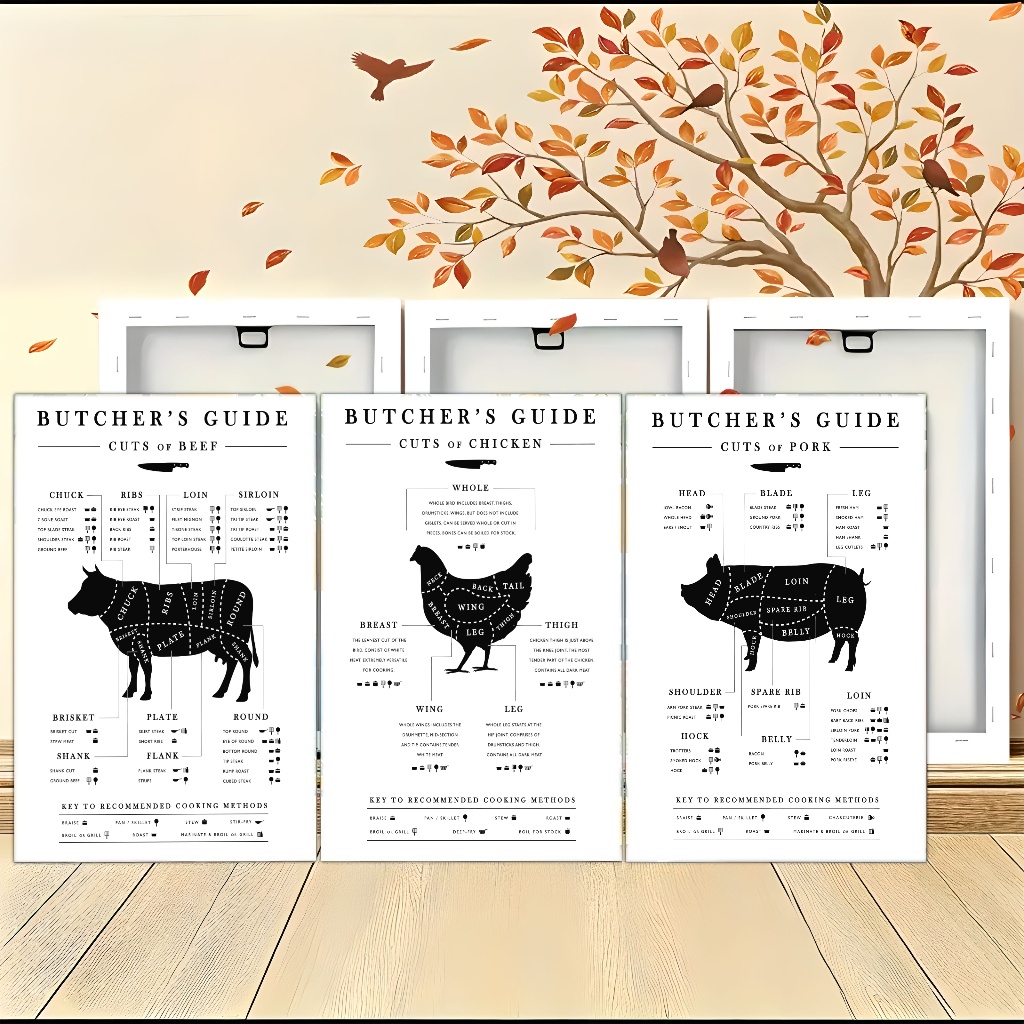 BUTCHER'S GUIDE
CUTS OF BEEF
CHUCK
CHUCK EYE ROAST
7 BONE ROAST
TOP BLADE STEAK
SHOULDER STEAK
GROUND BEEF
RIBS
RIB EYE STEAK
RIB EYE ROAST
BACK RIBS
RIB ROAST
RIB STEAK
LOIN
STRIP STEAK
FILET MIGNON
T-BONE STEAK
TOP LOIN STEAK
PORTERHOUSE
SIRLOIN
TOP SIRLOIN
TRI TIP STEAK
TRI TIP ROAST
COULOTTE STEAK
PETITE SIRLOIN
CHUCK
RIBS
LOIN
SIRLOIN
ROUND
BRISKET
PLATE
FLANK
SHANK
SHANK
BRISKET
BRISKET CUT
STEW MEAT
PLATE
SKIRT STEAK
SHORT RIBS
ROUND
TOP ROUND
EYE OF ROUND
BOTTOM ROUND
TIP STEAK
RUMP ROAST
CUBED STEAK
SHANK
SHANK CUT
GROUND BEEF
FLANK
FLANK STEAK
STRIPS
KEY TO RECOMMENDED COOKING METHODS
BRAISE
PAN / SKILLET
STEW
STIR-FRY
BROIL OR GRILL
ROAST
MARINATE & BROIL OR GRILL
BUTCHER'S GUIDE
CUTS OF CHICKEN
WHOLE
WHOLE BIRD INCLUDES BREAST, THIGHS,
DRUMSTICKS, WINGS, BUT DOES NOT INCLUDE
GIBLETS. CAN BE SERVED WHOLE OR CUT IN
PIECES. BONES CAN BE BOILED FOR STOCK.
NECK
BACK
TAIL
WING
BREAST
LEG
THIGH
BREAST
THE LEANEST CUT OF THE
BIRD. CONSIST OF WHITE
MEAT. EXTREMELY VERSATILE
FOR COOKING.
THIGH
CHICKEN THIGH IS JUST ABOVE
THE KNEE JOINT. THE MOST
TENDER PART OF THE CHICKEN
CONTAINS ALL DARK MEAT
WING
WHOLE WINGS INCLUDES THE
DRUMMETTE, MID-SECTION
AND TIP. CONTAINS TENDER
WHITE MEAT.
LEG
WHOLE LEG STARTS AT THE
HIP JOINT. COMPRISES OF
DRUMSTICKS AND THIGH.
CONTAINS ALL DARK MEAT.
KEY TO RECOMMENDED COOKING METHODS
BRAISE
PAN / SKILLET
STEW
ROAST
BROIL OR GRILL
DEEP-FRY
BOIL FOR STOCK
BUTCHER'S GUIDE
CUTS OF PORK
HEAD
JOWL BACON
WHOLE HEAD
EARS / SNOUT
BLADE
BLADE STEAK
GROUND PORK
COUNTRY RIBS
LEG
FRESH HAM
SMOKED HAM
HAM ROAST
HAM SHANK
LEG CUTLETS
HEAD
BLADE
LOIN
LEG
SHOULDER
SPARE RIB
BELLY
HOCK
HOCK
SHOULDER
ARM PORK STEAK
PICNIC ROAST
SPARE RIB
PORK SPARE RIB
LOIN
PORK CHOPS
BABY BACK RIBS
SIRLOIN PORK
TENDERLOIN
LOIN ROAST
HOCK
TROTTERS
SMOKED HOCK
HOCK
BELLY
BACON
PORK BELLY
KEY TO RECOMMENDED COOKING METHODS
BRAISE
PAN / SKILLET
STEW
CHARCUTERIE
BROIL OR GRILL
ROAST
MARINATE & BROIL OR GRILL